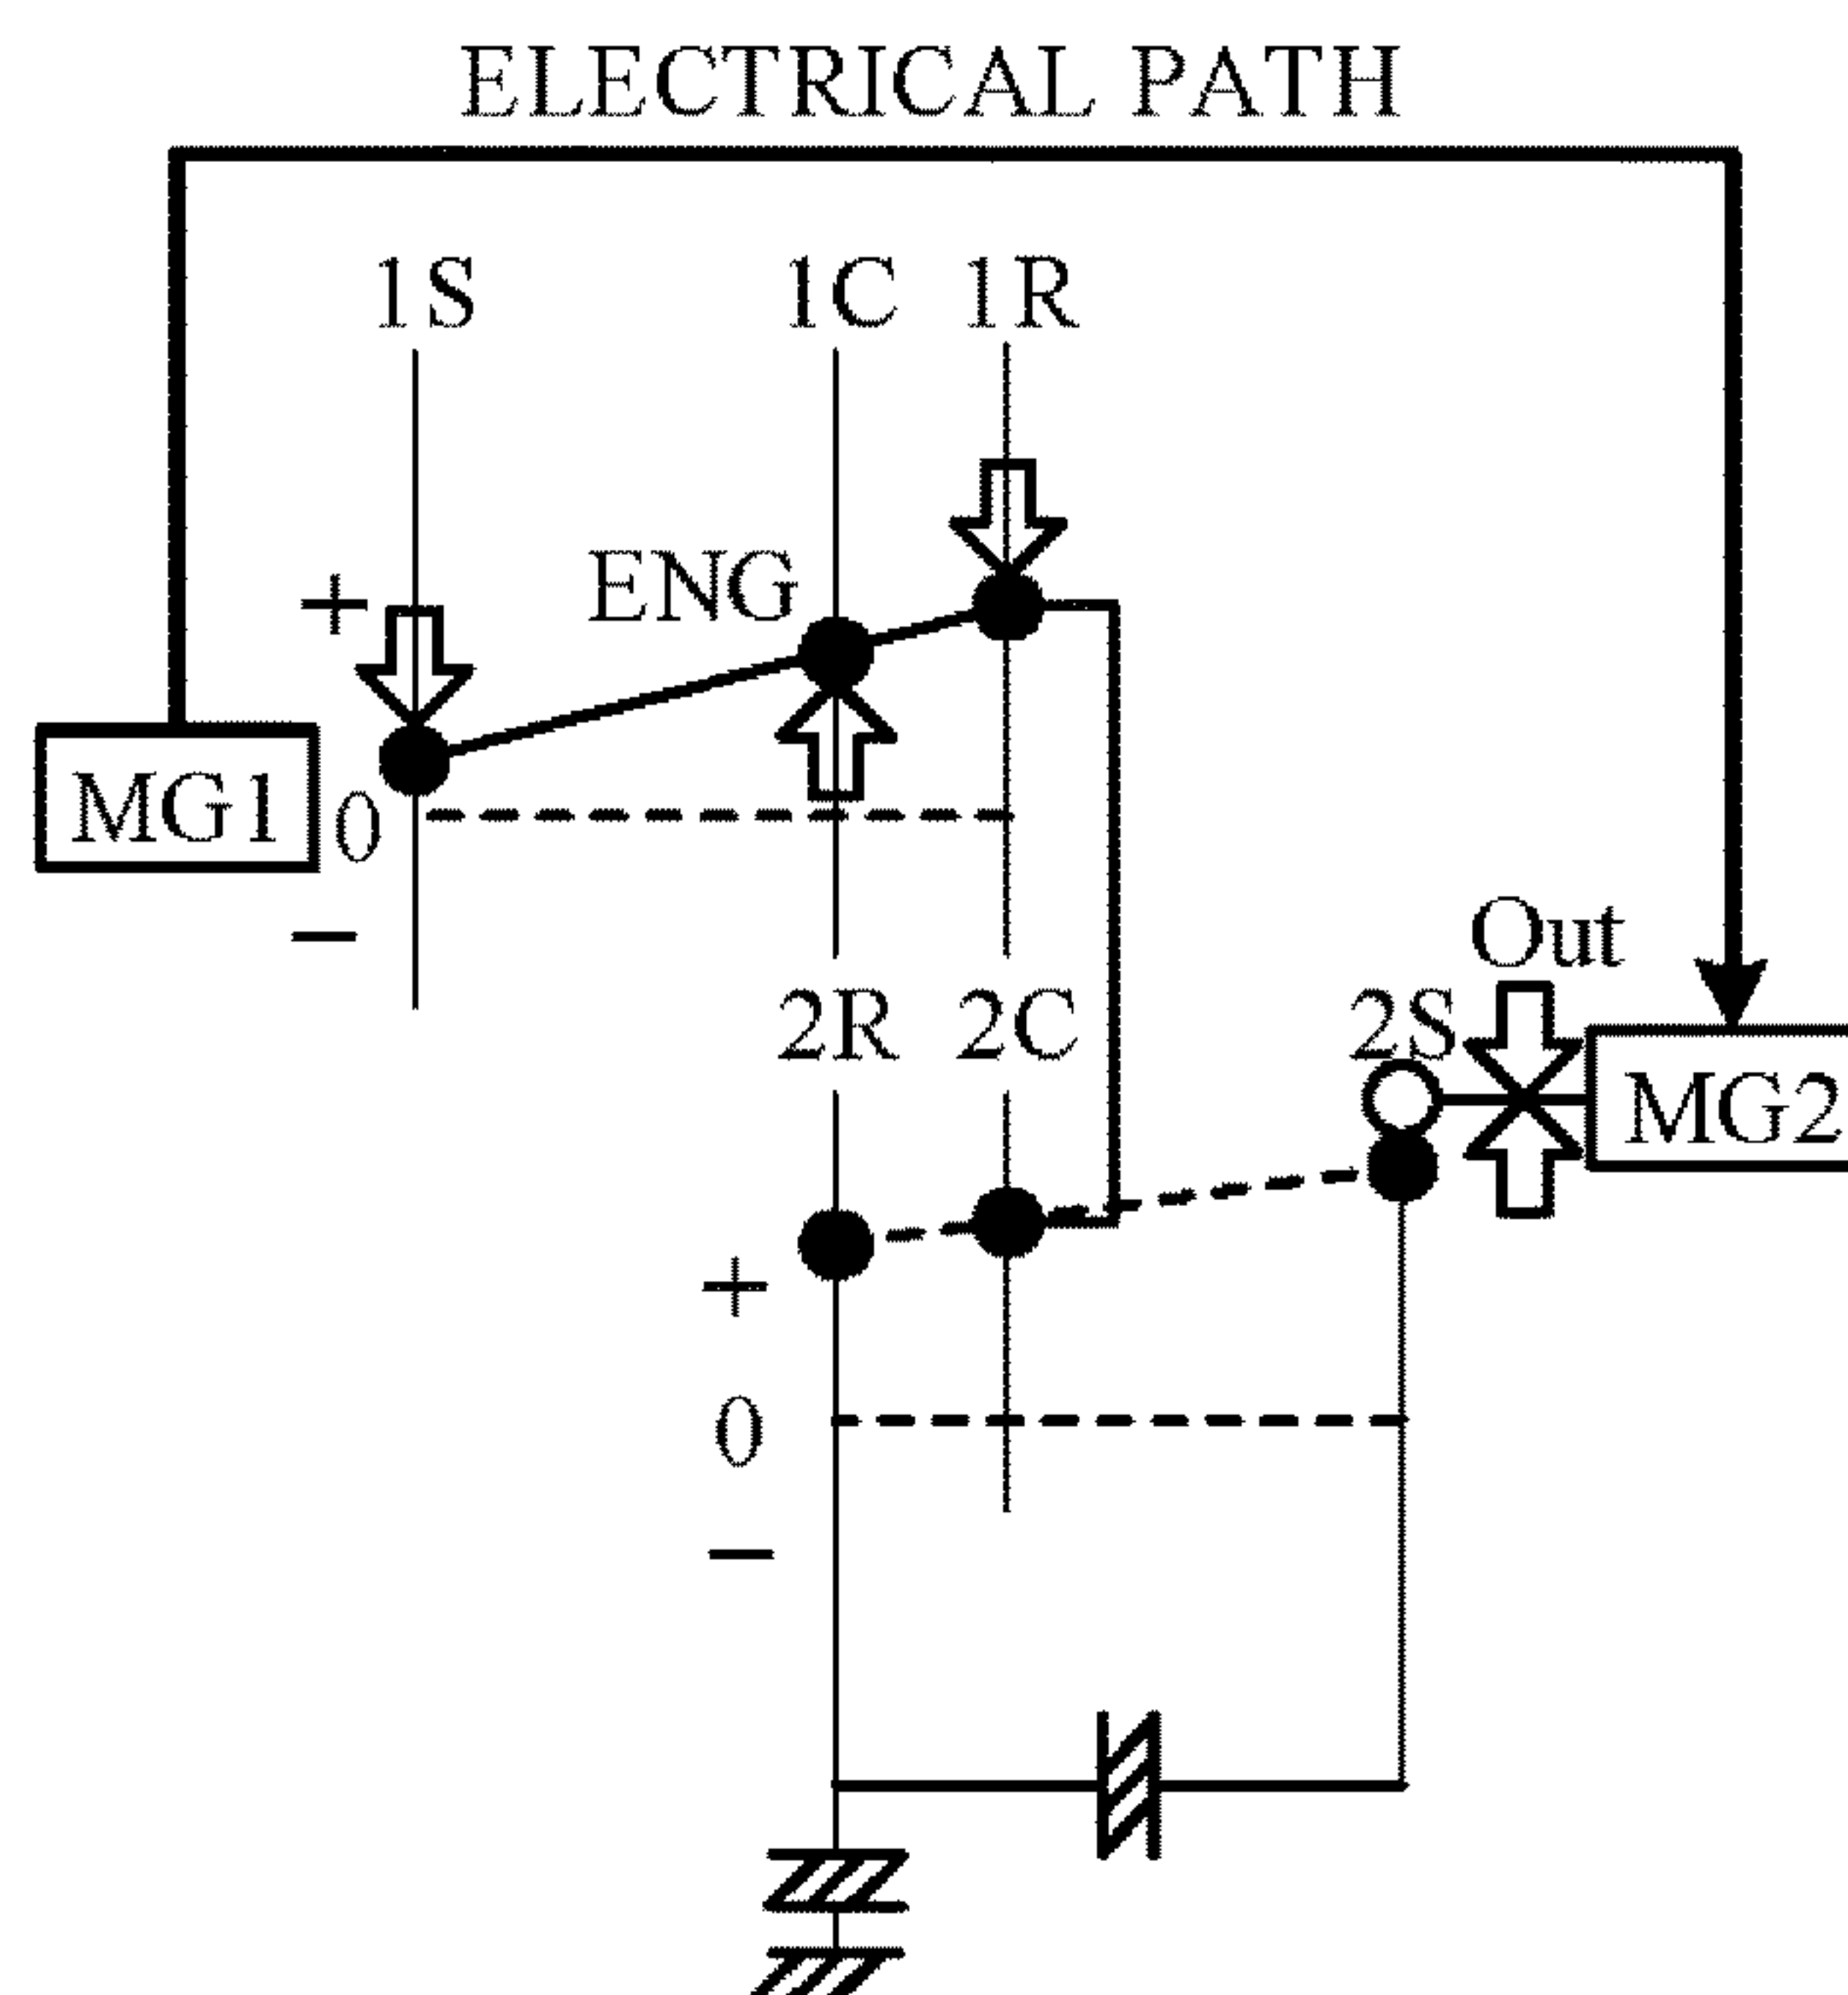 ELECTRICAL PATH
1S 1C 1R
ENG
+
MG1 0
−
Out
2R 2C 2S
MG2
+
0
−